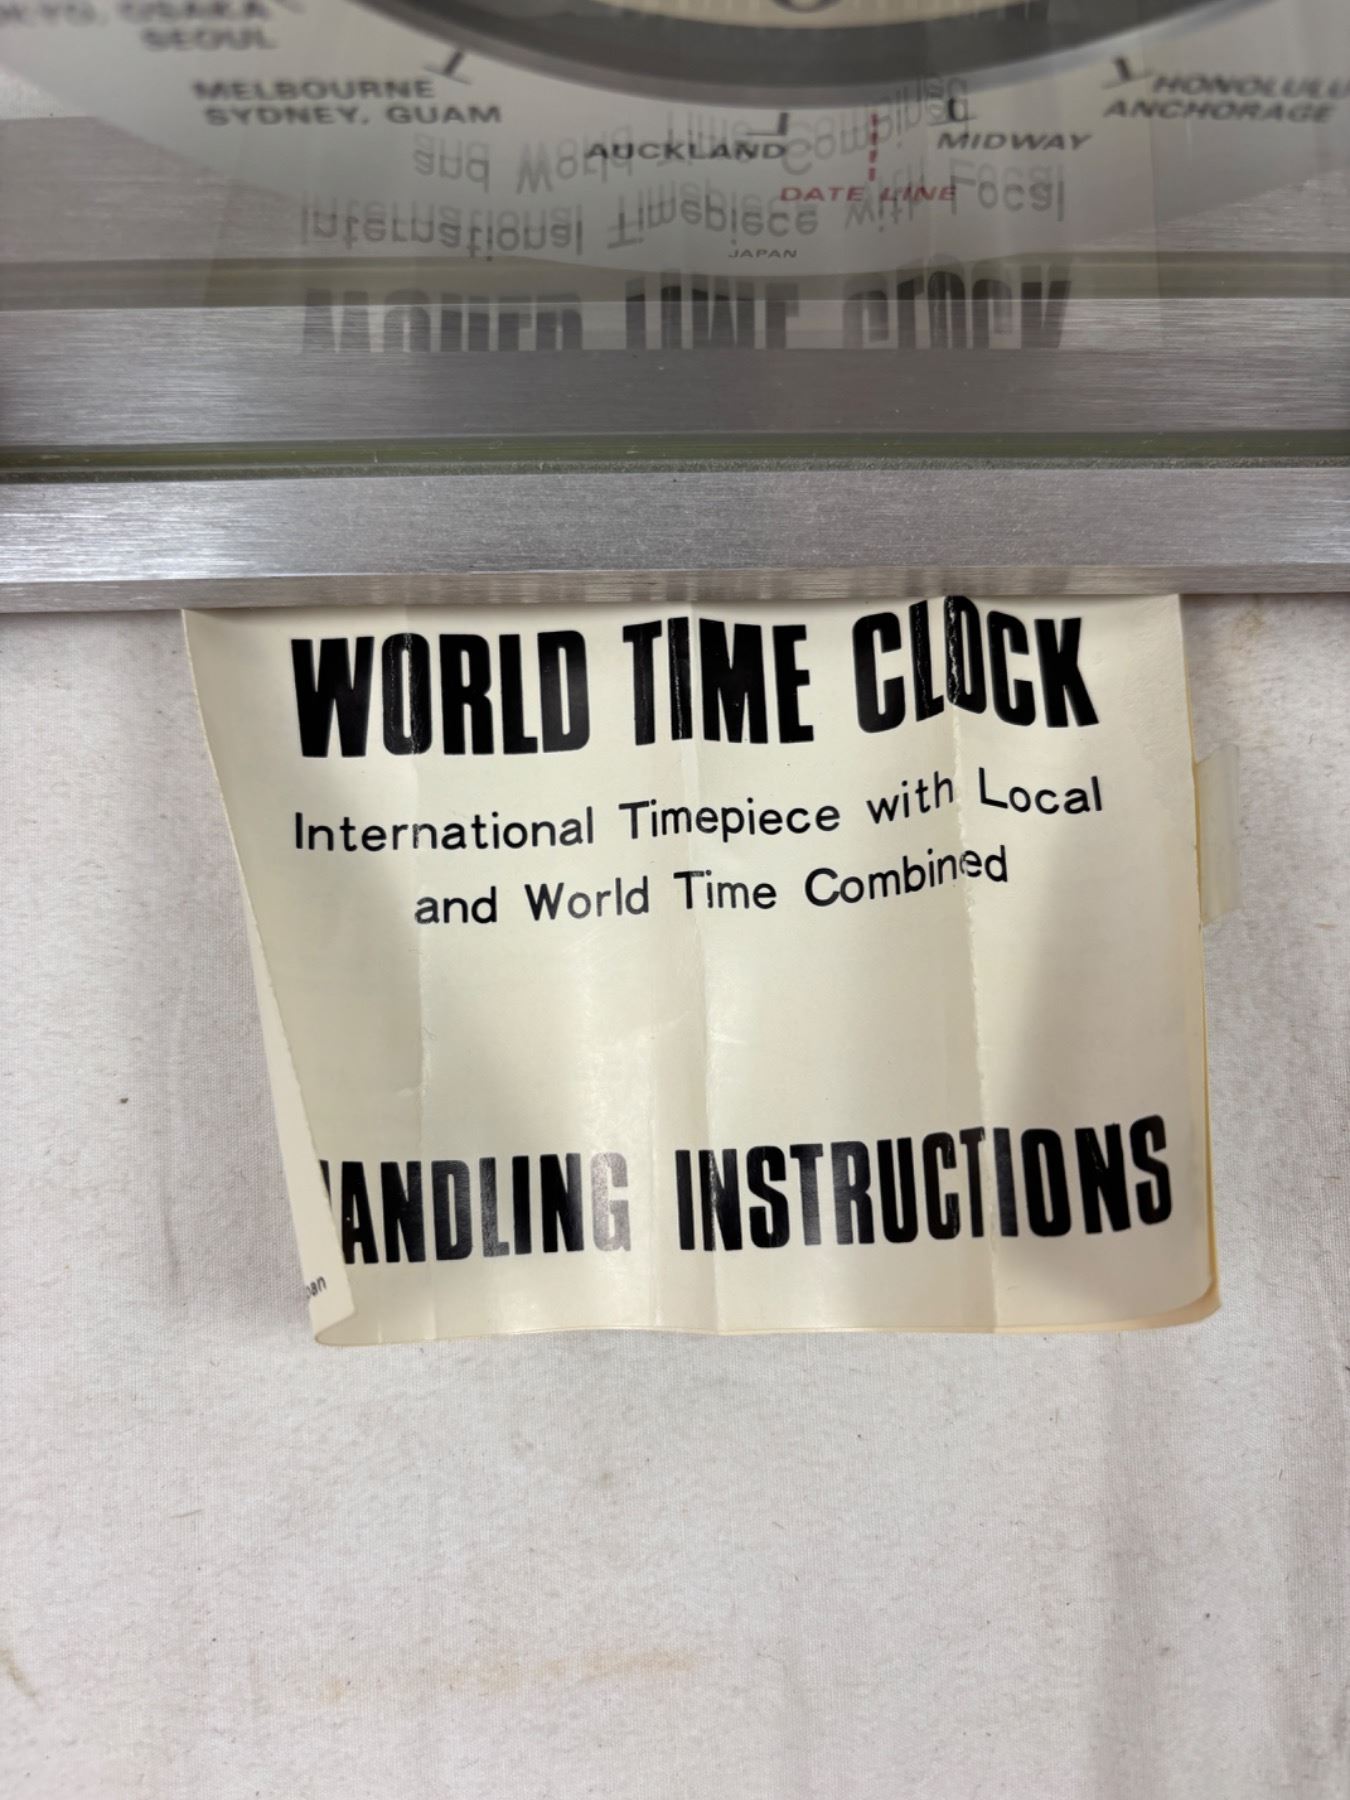 OSAKA
SEOUL
MELBOURNE
SYDNEY, GUAM
AUCKLAND
DATE LINE
MIDWAY
HONOLULU
ANCHORAGE
JAPAN
WORLD TIME CLOCK
International Timepiece with Local
and World Time Combined
HANDLING INSTRUCTIONS